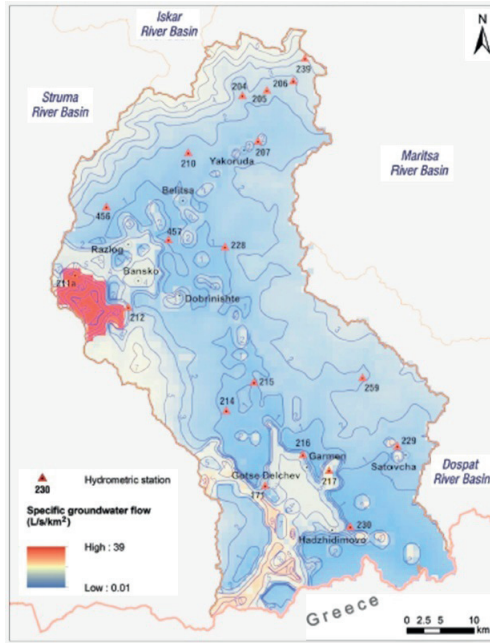 Iskar
River Basin
N
Struma
River Basin
239
204
206
205
207
210
Yakoruda
Maritsa
River Basin
Belitsa
456
457
228
Razlog
Bansko
211a
Dobrinishte
212
215
259
214
216
229
Garmen
Satovcha
217
Gotse Delchev
171
Dospat
River Basin
230
Hadzhidimovo
Hydrometric station
230
Specific groundwater flow
(L/s/km²)
High : 39
Low : 0.01
Greece
0 2.5 5 10
km